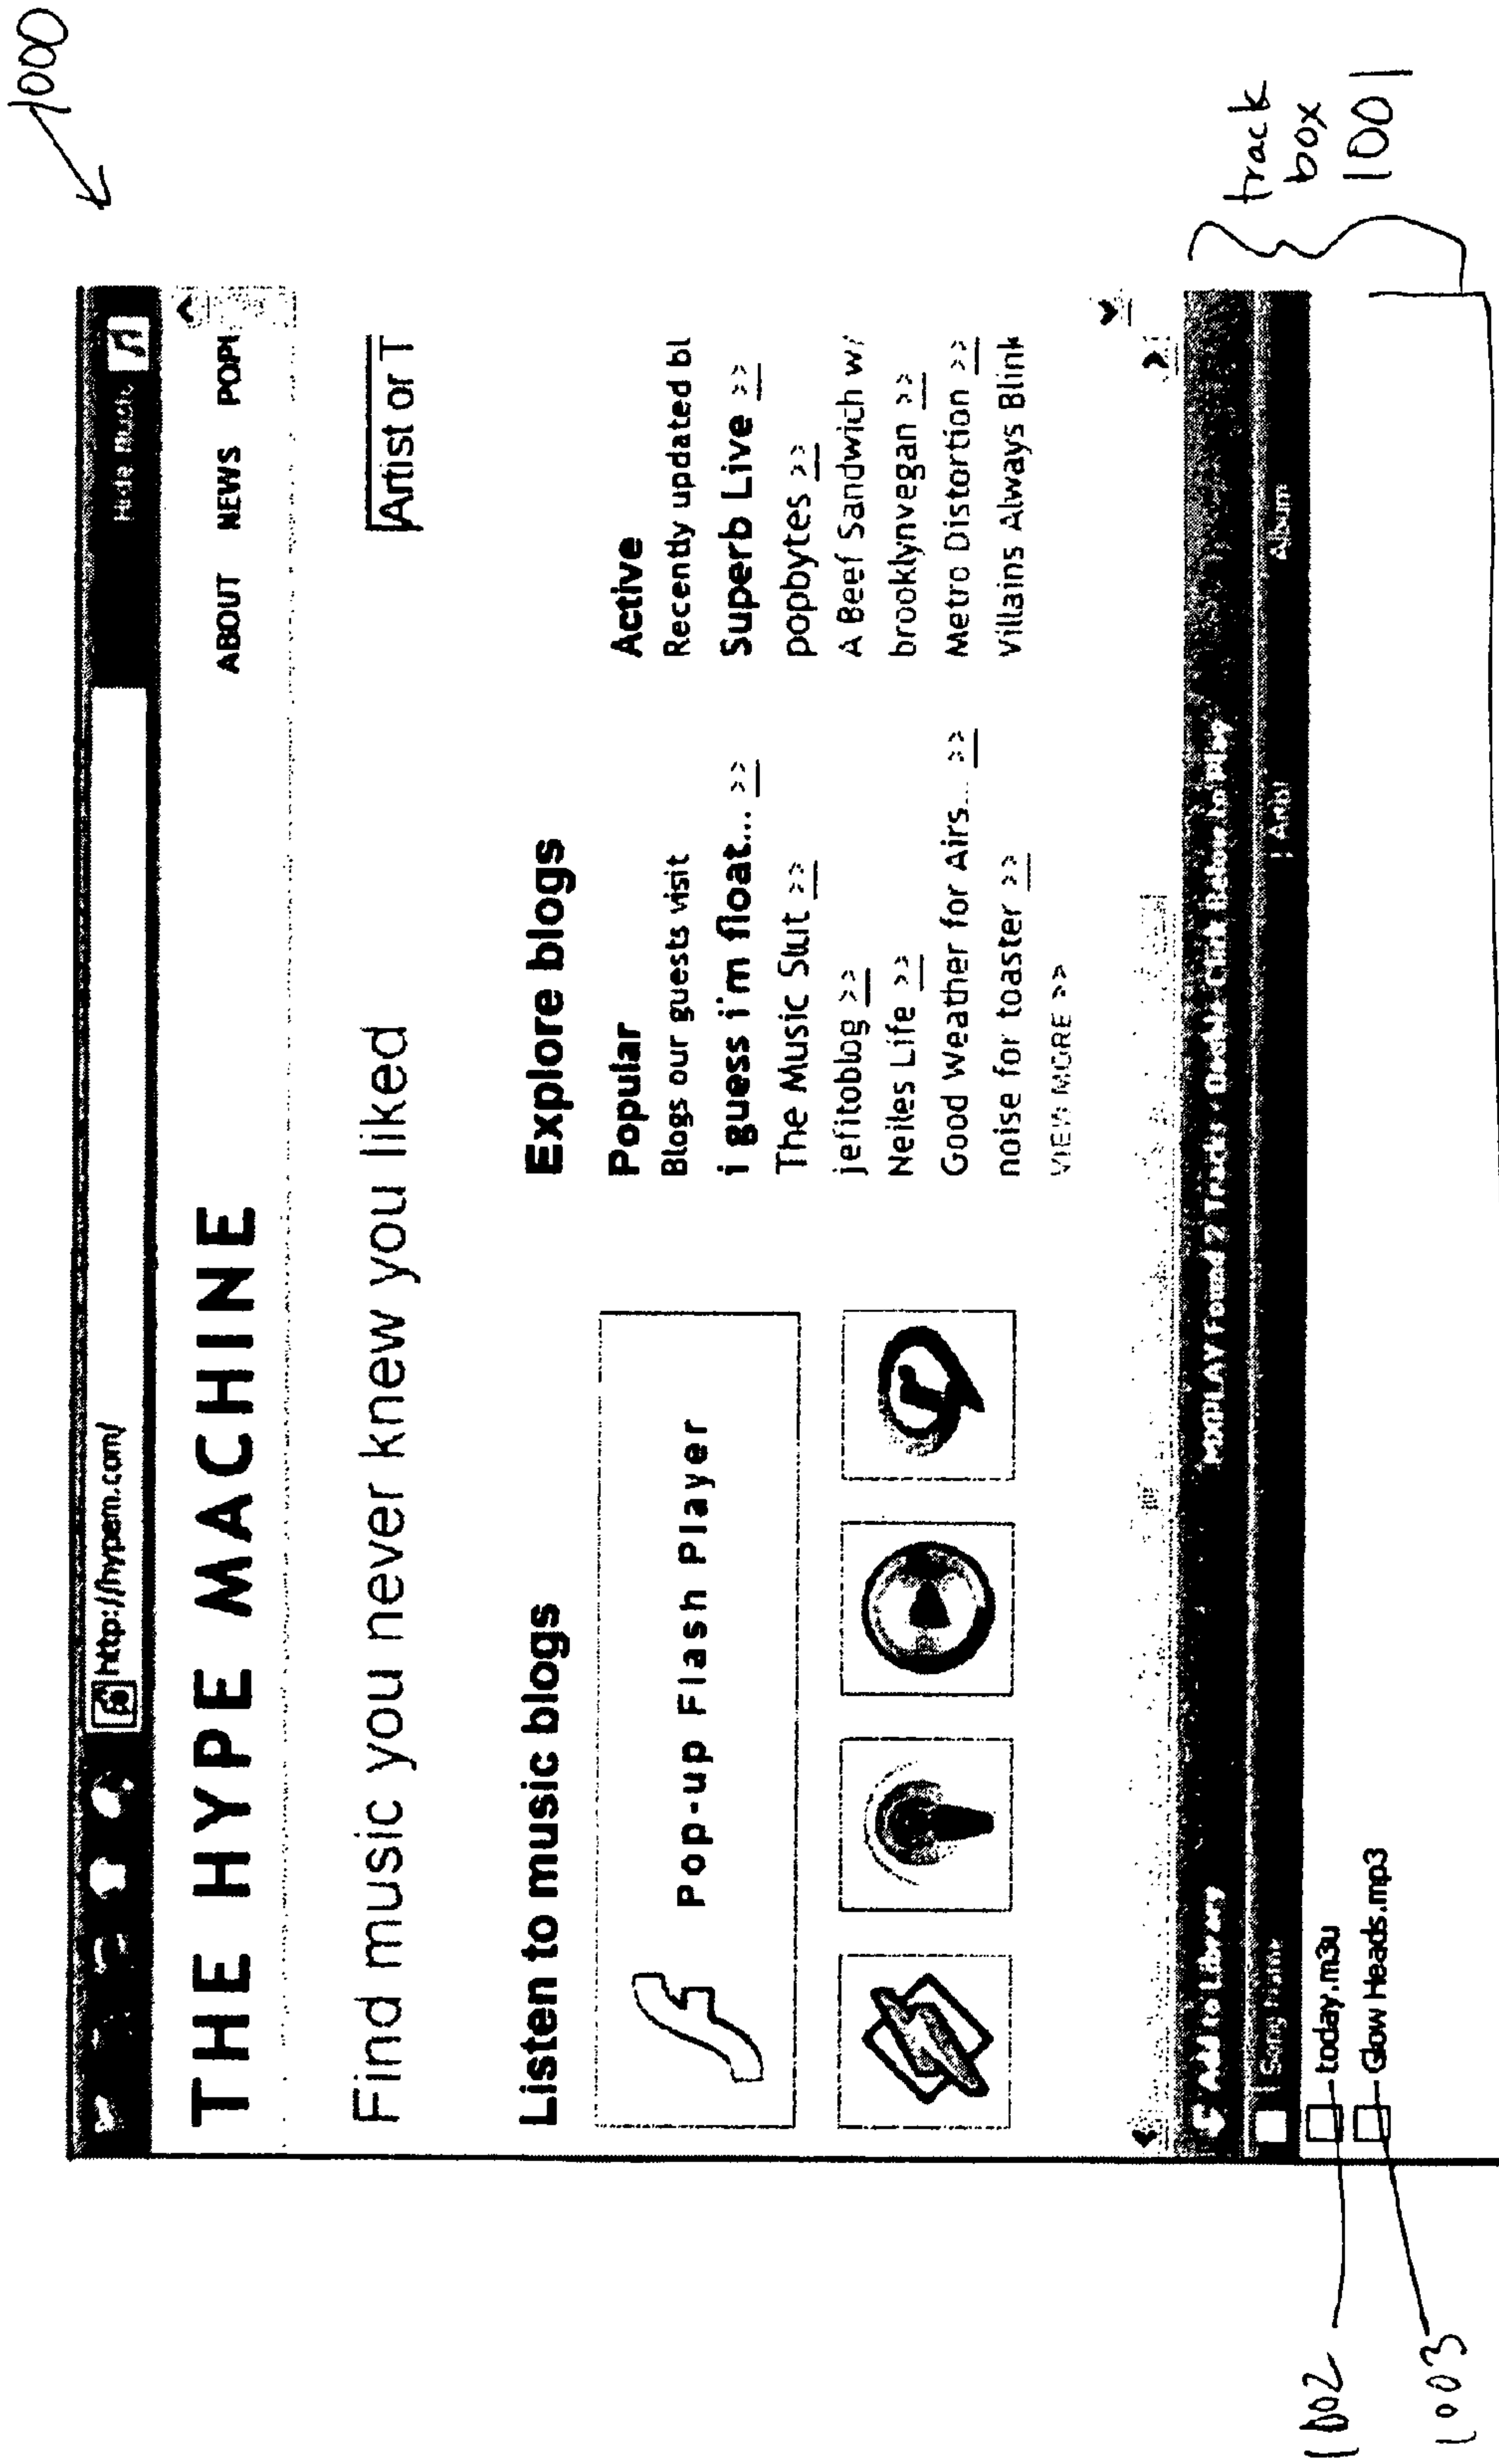 1000
http://hypem.com/
THE HYPE MACHINE
ABOUT NEWS POPU
Find music you never knew you liked
Artist or T
Listen to music blogs
Pop-up Flash Player
Explore blogs
Popular
Blogs our guests visit
i guess i'm float... >>
The Music Slut >>
jefitoblog >>
Neiles Life >>
Good Weather for Airs... >>
noise for toaster >>
VIEW MORE >>
Active
Recently updated bl
Superb Live >>
popbytes >>
A Beef Sandwich w/
brooklynvegan >>
Metro Distortion >>
Villains Always Blink
Add to Library
MXPLAY Found 2 Tracks
Song Name Artist Album
today.m3u
Glow Heads.mp3
track
box
1001
1002
1003